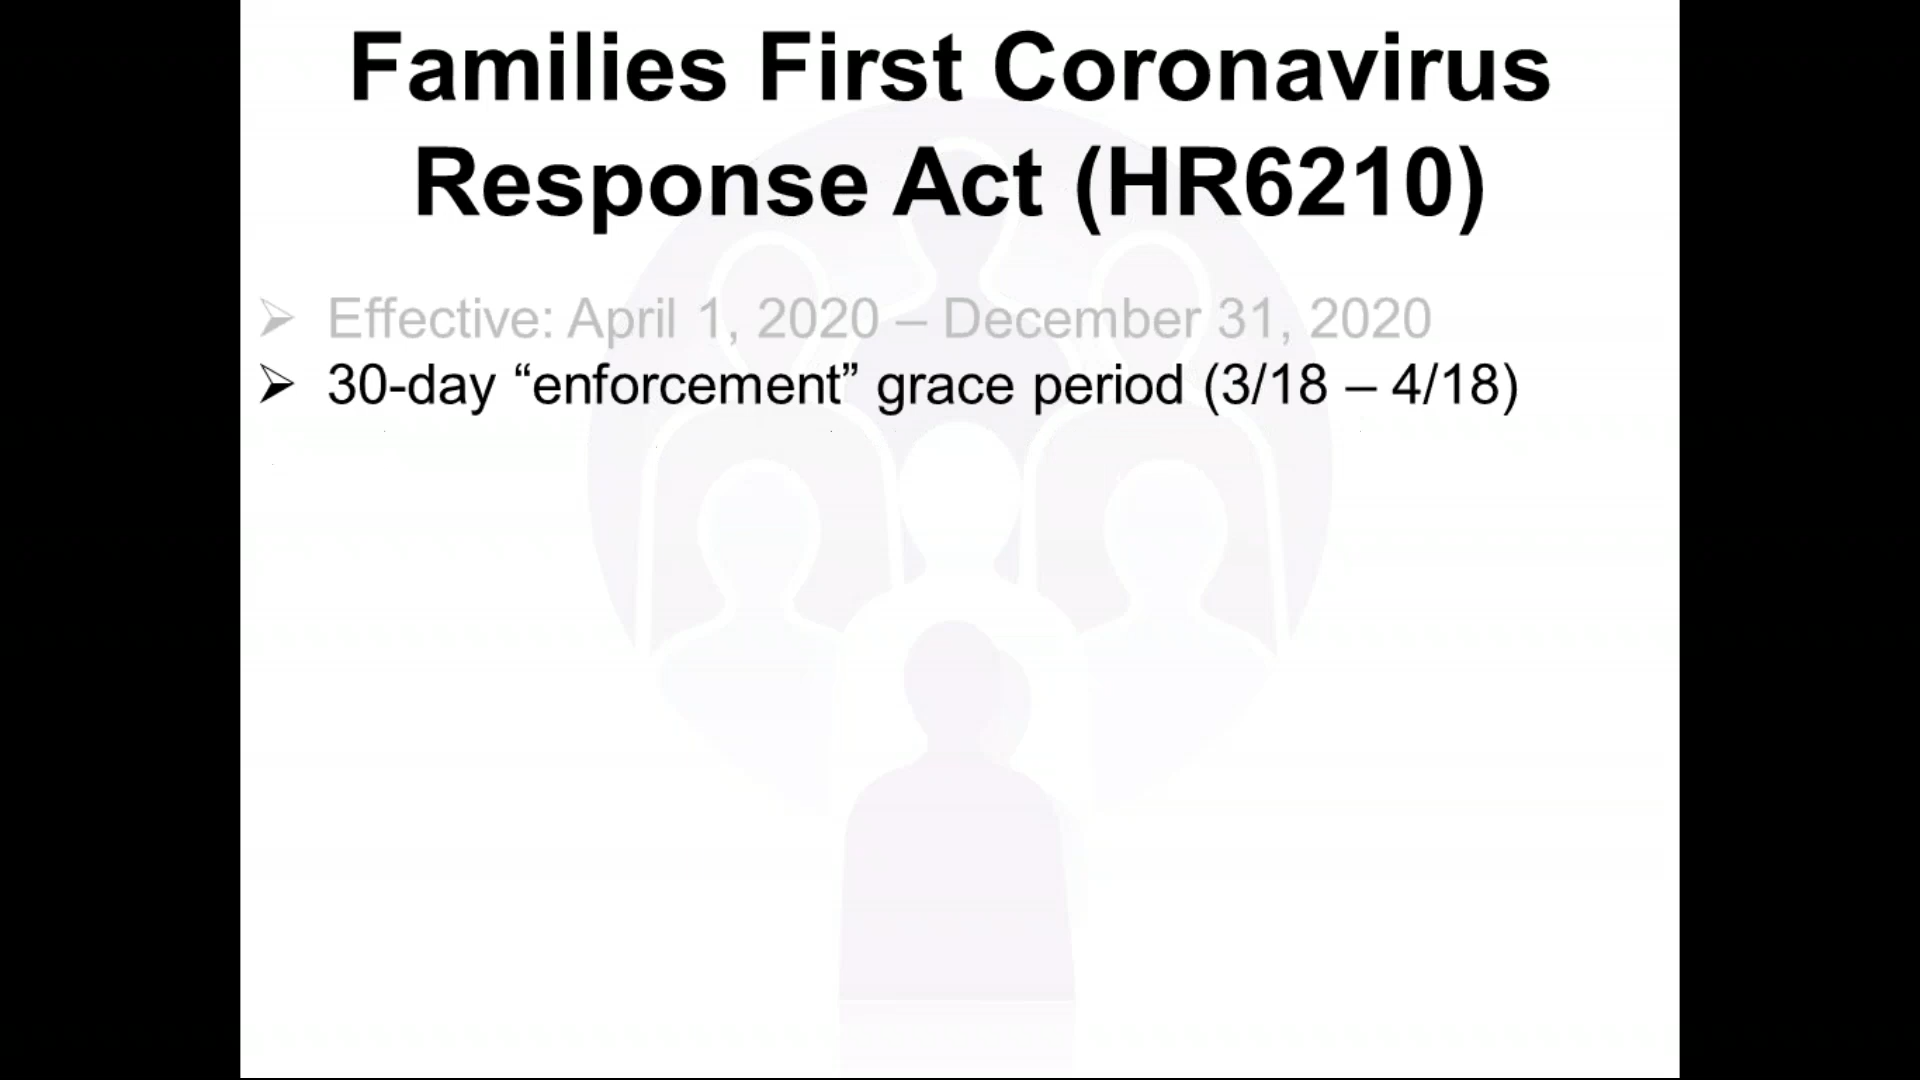 Families First Coronavirus
Response Act (HR6210)
➢ Effective: April 1, 2020 – December 31, 2020
➢ 30-day “enforcement” grace period (3/18 – 4/18)